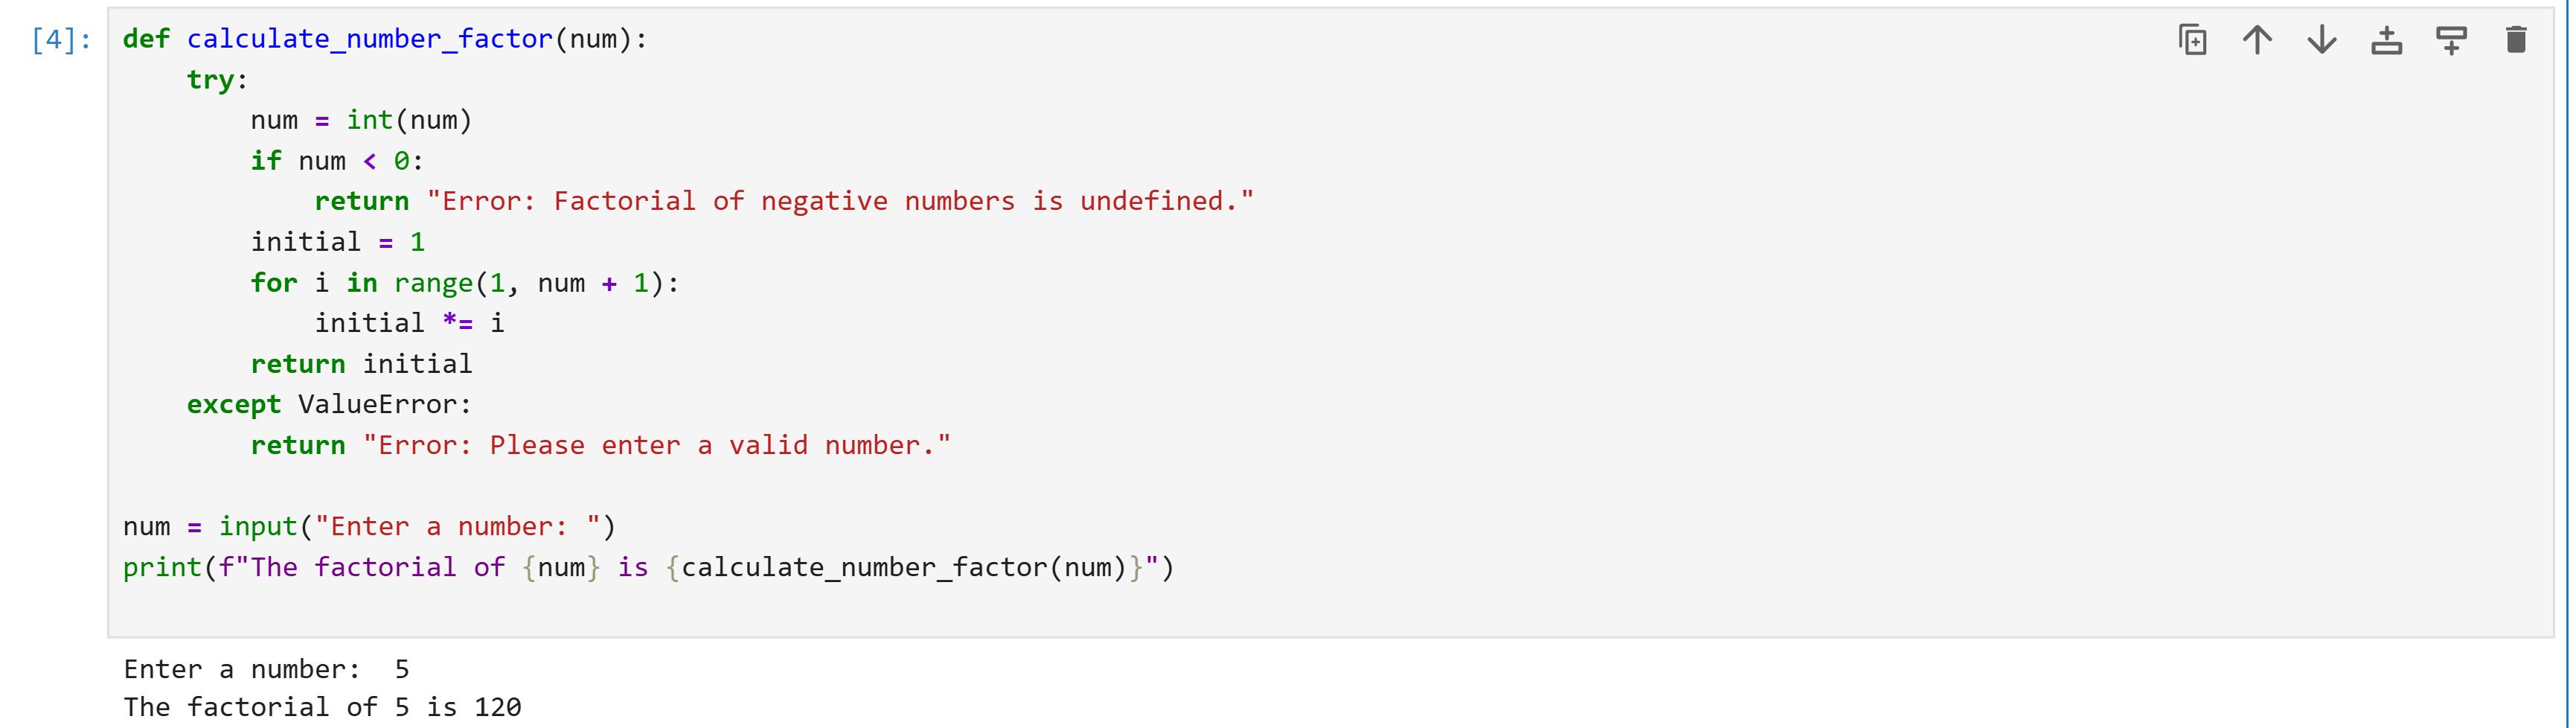 [4]: def calculate_number_factor(num):
    try:
        num = int(num)
        if num < 0:
            return "Error: Factorial of negative numbers is undefined."
        initial = 1
        for i in range(1, num + 1):
            initial *= i
        return initial
    except ValueError:
        return "Error: Please enter a valid number."

num = input("Enter a number: ")
print(f"The factorial of {num} is {calculate_number_factor(num)}")

Enter a number:  5
The factorial of 5 is 120